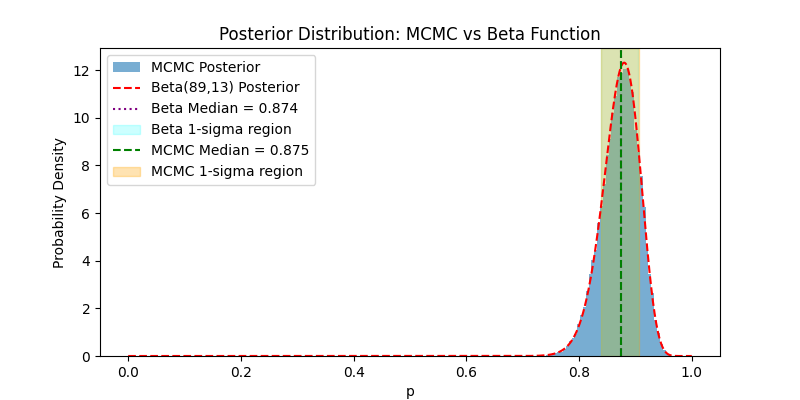 Posterior Distribution: MCMC vs Beta Function
MCMC Posterior
Beta(89,13) Posterior
Beta Median = 0.874
Beta 1-sigma region
MCMC Median = 0.875
MCMC 1-sigma region
Probability Density
12
10
8
6
4
2
0
0.0 0.2 0.4 0.6 0.8 1.0
p